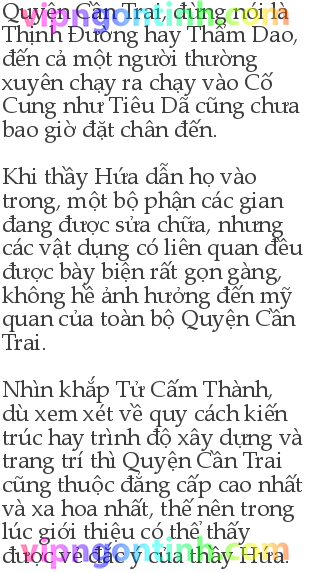 Quyện Cần Trai, đừng nói là
Thịnh Đường hay Thẩm Dao,
đến cả một người thường
xuyên chạy ra chạy vào Cố
Cung như Tiêu Dã cũng chưa
bao giờ đặt chân đến.
Khi thầy Hứa dẫn họ vào
trong, một bộ phận các gian
đang được sửa chữa, nhưng
các vật dụng có liên quan đều
được bày biện rất gọn gàng,
không hề ảnh hưởng đến mỹ
quan của toàn bộ Quyện Cần
Trai.
Nhìn khắp Tử Cấm Thành,
dù xem xét về quy cách kiến
trúc hay trình độ xây dựng và
trang trí thì Quyện Cần Trai
cũng thuộc đẳng cấp cao nhất
và xa hoa nhất, thế nên trong
lúc giới thiệu có thể thấy
được vẻ đắc ý của thầy Hứa.
vipngontinh.com
vipngontinh.com